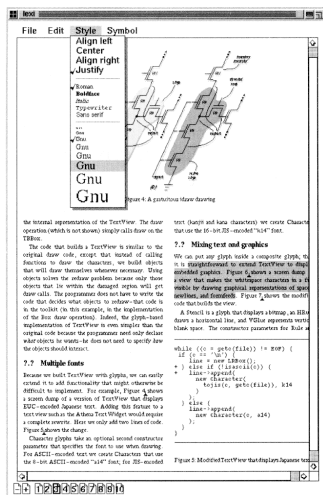 lexi
File Edit Style Symbol
Align left
Center
Align right
Justify
Roman
Boldface
Italic
Typewriter
Sans serif
Gnu
Gnu
Gnu
Gnu
Gnu
Gnu
Figure 4: A gratuitous idraw drawing
the internal representation of the TextView. The draw
operation (which is not shown) simply calls draw on the
TBBox.
The code that builds a TextView is similar to the
original draw code, except that instead of calling
functions to draw the characters, we build objects
that will draw themselves whenever necessary. Using
objects solves the redraw problem because only those
objects that lie within the damaged region will get
draw calls. The programmer does not have to write the
code that decides what objects to redraw–that code is
in the toolkit (in this example, in the implementation
of the Box draw operation). Indeed, the glyph-based
implementation of TextView is even simpler than the
original code because the programmer need only declare
what objects he wants–he does not need to specify how
the objects should interact.
?.? Multiple fonts
Because we built TextView with glyphs, we can easily
extend it to add functionality that might otherwise be
difficult to implement. For example, Figure 4 shows
a screen dump of a version of TextView that displays
EUC-encoded Japanese text. Adding this feature to a
text view such as the Athena Text Widget would require
a complete rewrite. Here we only add two lines of code.
Figure 5 shows the change.
Character glyphs take an optional second constructor
parameter that specifies the font to use when drawing.
For ASCII-encoded text we create Characters that use
the 8-bit ASCII-encoded "a14" font, for JIS-encoded
text (kanji and kana characters) we create Character
that use the 16-bit JIS-encoded "k14" font.
?.? Mixing text and graphics
We can put any glyph inside a composite glyph, th
it is straightforward to extend TextView to displ
embedded graphics. Figure 6 shows a screen dump
a view that makes the whitespace characters in a fi
visible by drawing graphical representations of spac
newlines, and formfeeds. Figure 7 shows the modifi
code that builds the view.
A Stencil is a glyph that displays a bitmap, an HRu
draws a horizontal line, and VGlue represents vertic
blank space. The constructor parameters for Rule a
while ((c = getc(file)) != EOF) {
if (c == '\n') {
line = new LRBox();
+ } else if (!isascii(c)) {
+ line->append(
+ new Character(
+ tojis(c, getc(file)), k14
+ )
+ );
} else {
line->append(
new Character(c, a14)
);
}
}
Figure 5: Modified TextView that displays Japanese text
1 2 3 4 5 6 7 8 9 10